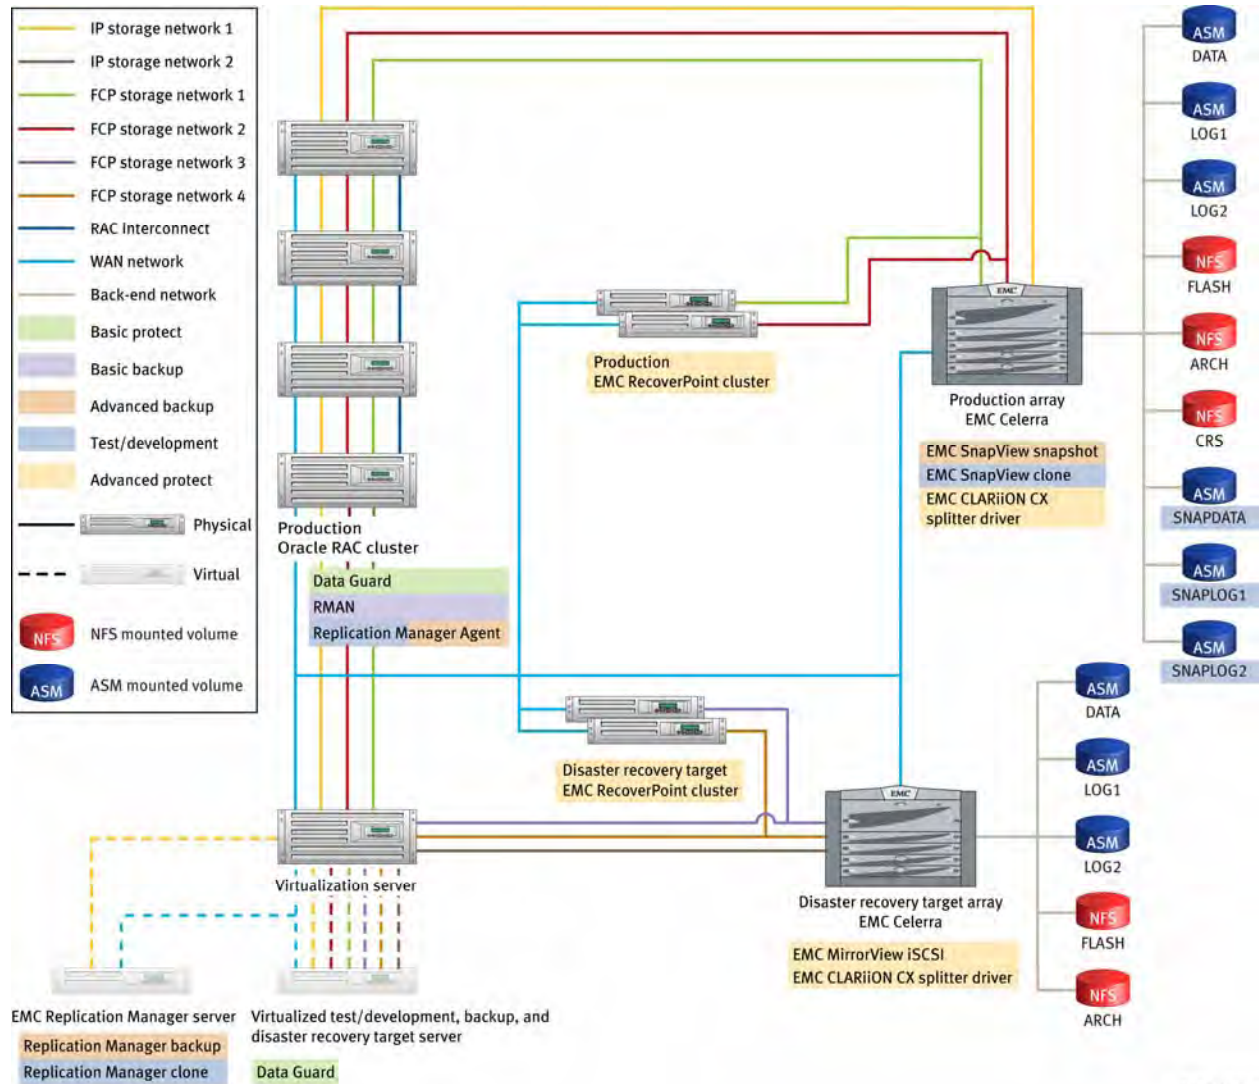 IP storage network 1
IP storage network 2
FCP storage network 1
FCP storage network 2
FCP storage network 3
FCP storage network 4
RAC Interconnect
WAN network
Back-end network
Basic protect
Basic backup
Advanced backup
Test/development
Advanced protect
Physical
Virtual
NFS
NFS mounted volume
ASM
ASM mounted volume
Production
Oracle RAC cluster
Data Guard
RMAN
Replication Manager Agent
Production
EMC RecoverPoint cluster
EMC
Production array
EMC Celerra
EMC SnapView snapshot
EMC SnapView clone
EMC CLARiiON CX
splitter driver
ASM
DATA
ASM
LOG1
ASM
LOG2
NFS
FLASH
NFS
ARCH
NFS
CRS
ASM
SNAPDATA
ASM
SNAPLOG1
ASM
SNAPLOG2
Disaster recovery target
EMC RecoverPoint cluster
Virtualization server
EMC
Disaster recovery target array
EMC Celerra
EMC MirrorView iSCSI
EMC CLARiiON CX splitter driver
ASM
DATA
ASM
LOG1
ASM
LOG2
NFS
FLASH
NFS
ARCH
EMC Replication Manager server
Replication Manager backup
Replication Manager clone
Virtualized test/development, backup, and
disaster recovery target server
Data Guard